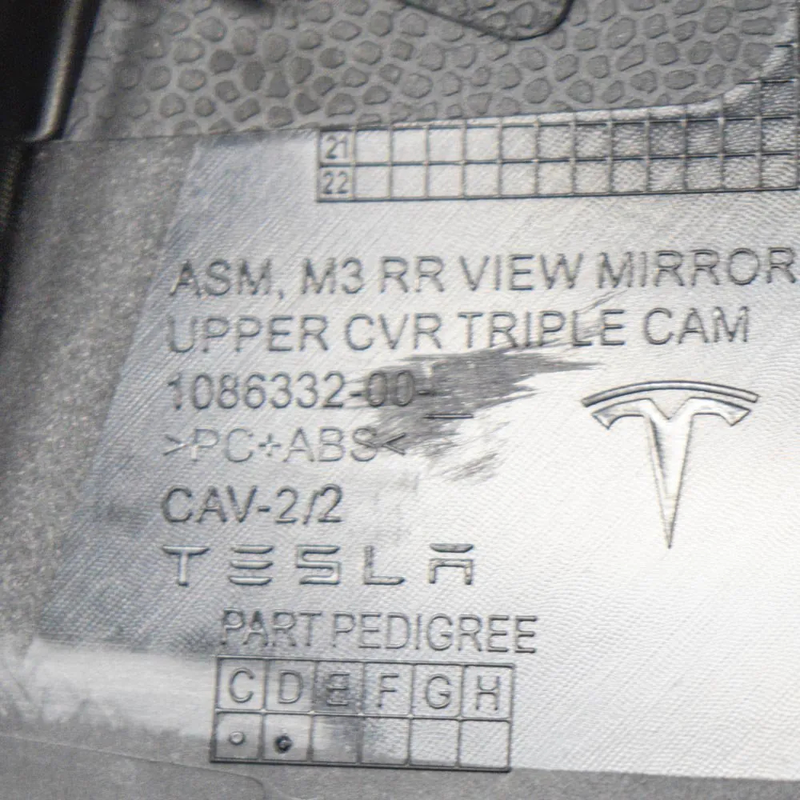 21
22
ASM, M3 RR VIEW MIRROR
UPPER CVR TRIPLE CAM
1086332-00-_
>PC+ABS<
CAV-2/2
TESLA
PART PEDIGREE
C D E F G H